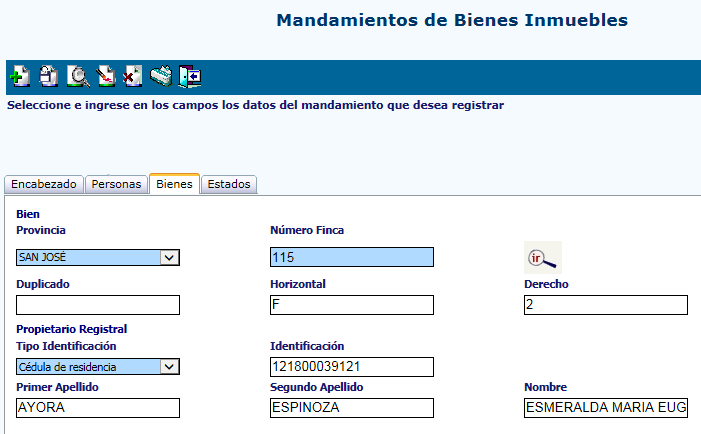 Mandamientos de Bienes Inmuebles
Seleccione e ingrese en los campos los datos del mandamiento que desea registrar
Encabezado Personas Bienes Estados
Bien
Provincia Número Finca
SAN JOSÉ 115 ir
Duplicado Horizontal Derecho
F 2
Propietario Registral
Tipo Identificación Identificación
Cédula de residencia 121800039121
Primer Apellido Segundo Apellido Nombre
AYORA ESPINOZA ESMERALDA MARIA EUG